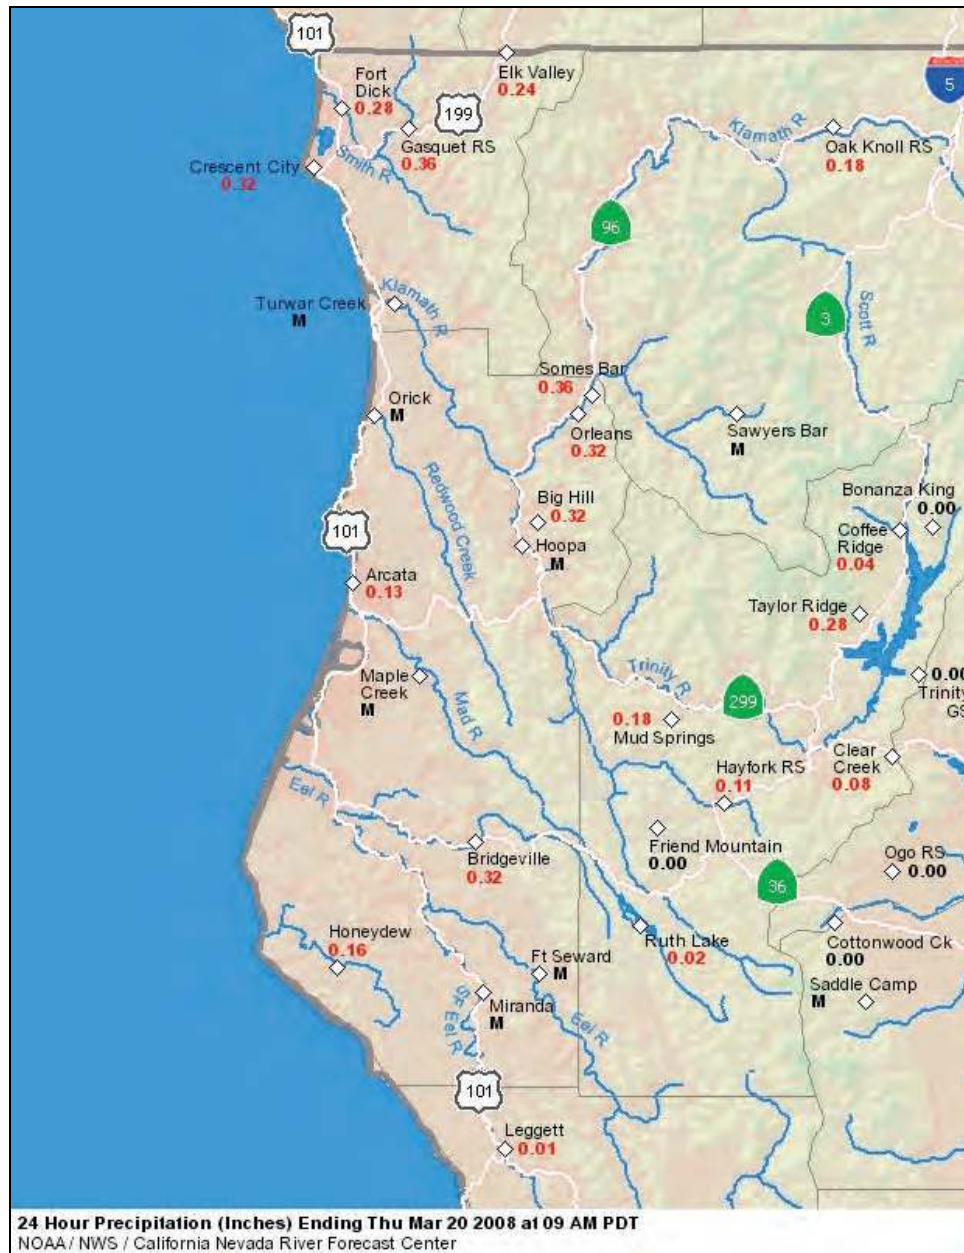 101
Elk Valley
0.24
5
Fort
Dick
0.28
199
Gasquet RS
0.36
Klamath R
Oak Knoll RS
0.18
Crescent City
0.32
Smith R
96
Turwar Creek
M
Klamath R
3
Scott R
Somes Bar
0.36
Orick
M
Orleans
0.32
Sawyers Bar
M
Redwood Creek
Big Hill
0.32
Bonanza King
0.00
101
Hoopa
M
Coffee
Ridge
0.04
Arcata
0.13
Taylor Ridge
0.28
Trinity R
Maple
Creek
M
Mad R
299
0.00
Trinity
0.18
Mud Springs
Clear
Creek
0.08
Hayfork RS
0.11
Eel R
Bridgeville
0.32
Friend Mountain
0.00
Ogo RS
0.00
36
Honeydew
0.16
Ruth Lake
0.02
Cottonwood Ck
0.00
Ft Seward
M
Saddle Camp
M
Miranda
M
SF Eel R
Eel R
101
Leggett
0.01
24 Hour Precipitation (Inches) Ending Thu Mar 20 2008 at 09 AM PDT
NOAA / NWS / California Nevada River Forecast Center